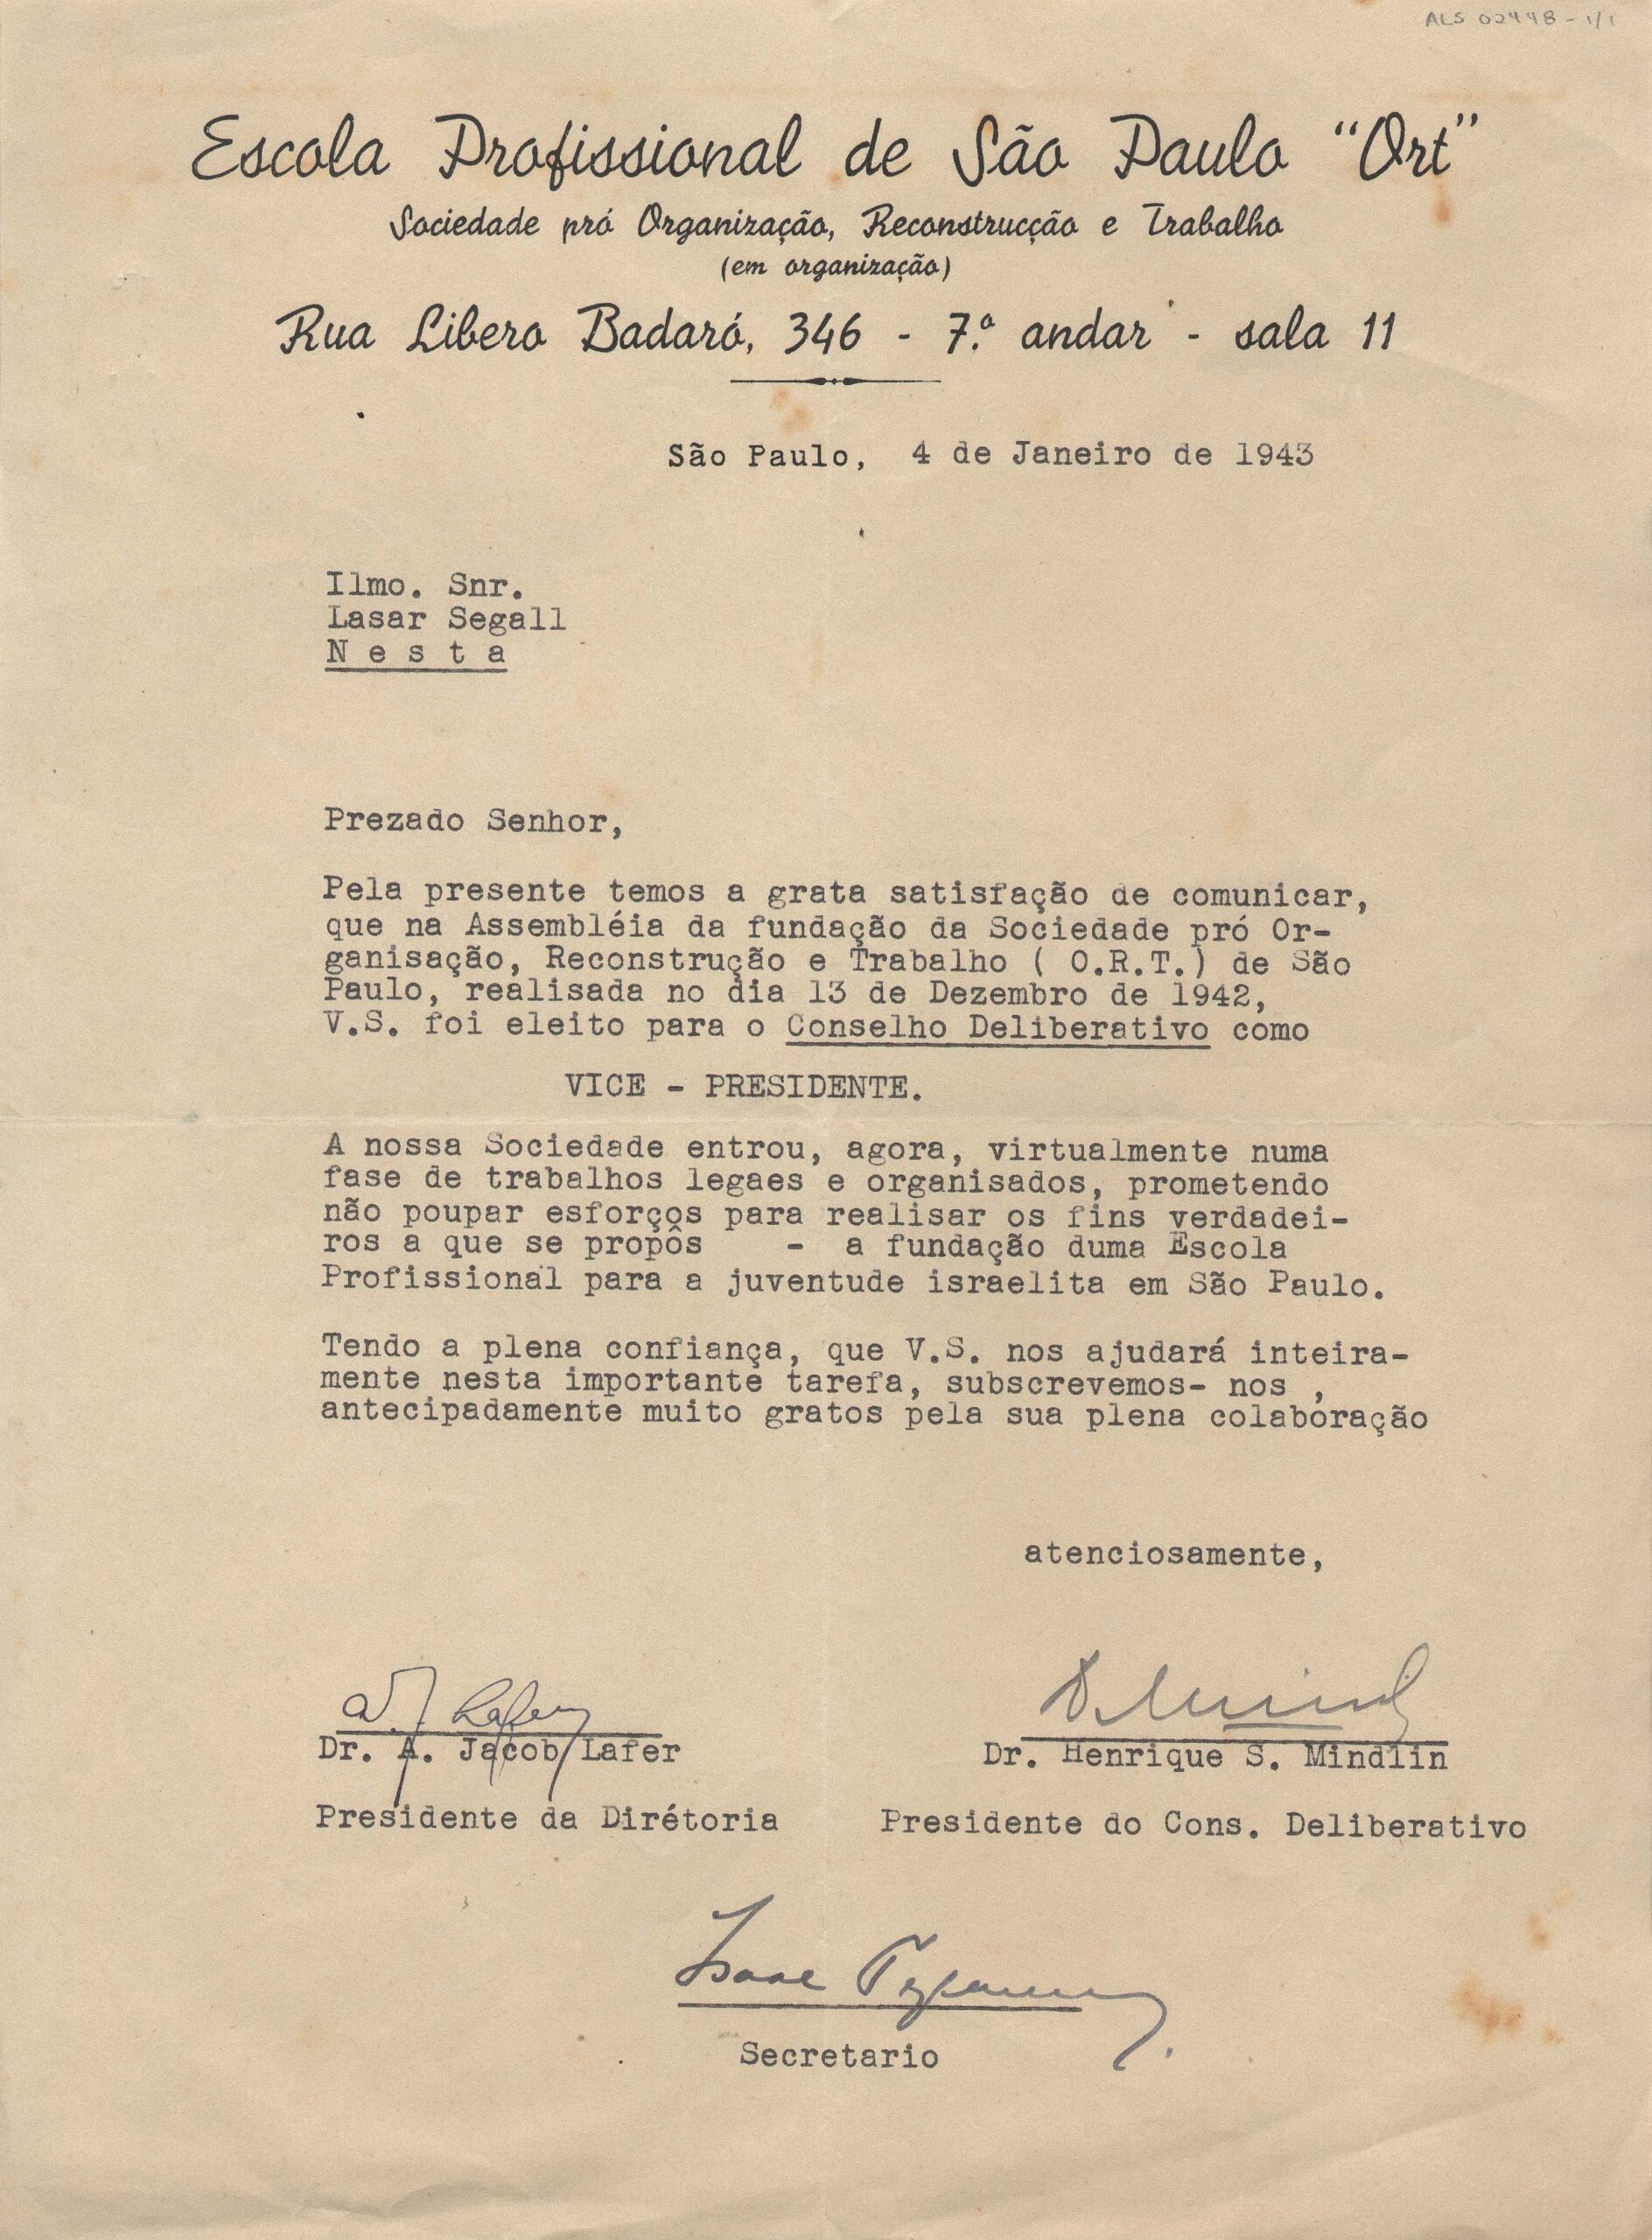 ALS 02448-1/1
Escola Profissional de São Paulo “Ort”
Sociedade pró Organização, Reconstrucção e Trabalho
(em organização)
Rua Libero Badaró, 346 - 7.º andar - sala 11
São Paulo, 4 de Janeiro de 1943
Ilmo. Snr.
Lasar Segall
N e s t a
Prezado Senhor,
Pela presente temos a grata satisfação de comunicar,
que na Assembléia da fundação da Sociedade pró Or-
ganisação, Reconstrução e Trabalho ( O.R.T.) de São
Paulo, realisada no dia 13 de Dezembro de 1942,
V.S. foi eleito para o Conselho Deliberativo como
VICE - PRESIDENTE.
A nossa Sociedade entrou, agora, virtualmente numa
fase de trabalhos legaes e organisados, prometendo
não poupar esforços para realisar os fins verdadei-
ros a que se propôs - a fundação duma Escola
Profissional para a juventude israelita em São Paulo.
Tendo a plena confiança, que V.S. nos ajudará inteira-
mente nesta importante tarefa, subscrevemos- nos ,
antecipadamente muito gratos pela sua plena colaboração
atenciosamente,
Dr. A. Jacob Lafer
Dr. Henrique S. Mindlin
Presidente da Dirétoria
Presidente do Cons. Deliberativo
Isaac
Secretario